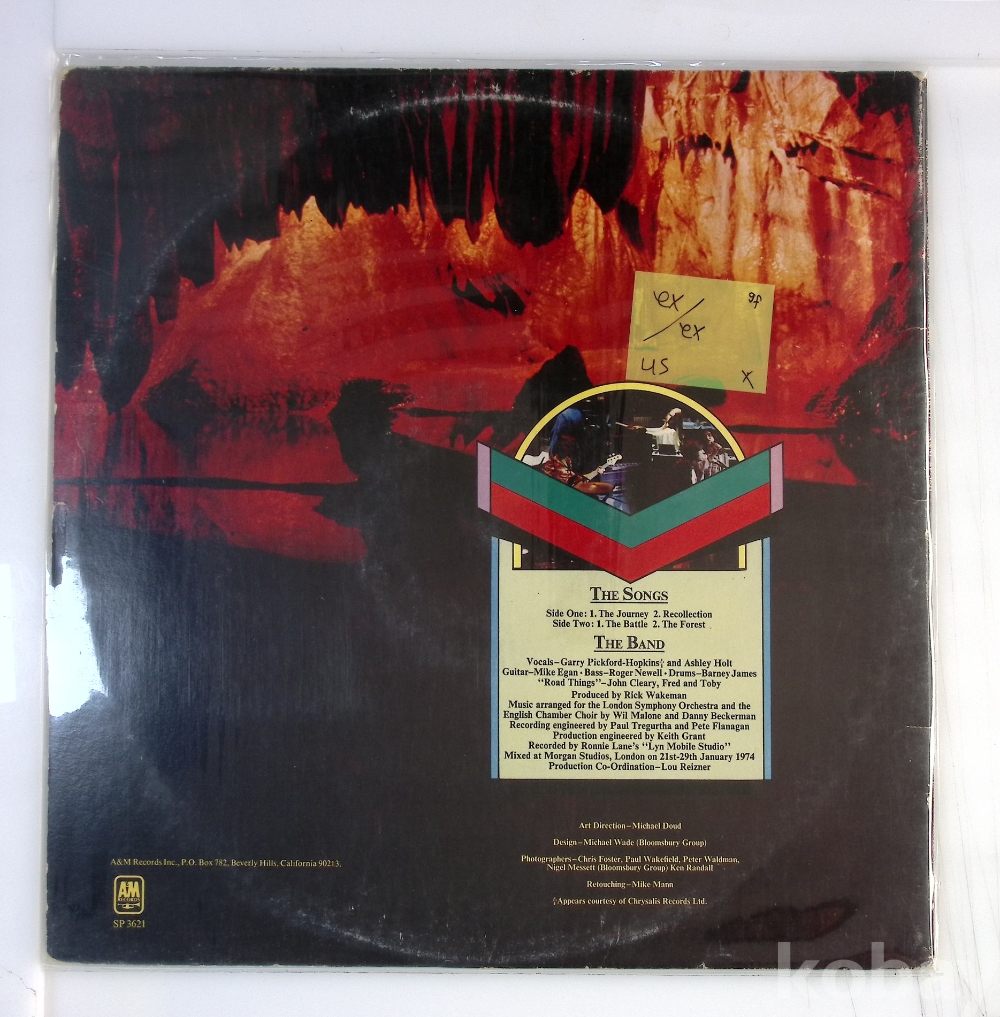 ex/ex gf
us x
The Songs
Side One: 1. The Journey 2. Recollection
Side Two: 1. The Battle 2. The Forest
The Band
Vocals–Garry Pickford-Hopkins† and Ashley Holt
Guitar–Mike Egan • Bass–Roger Newell • Drums–Barney James
"Road Things"–John Cleary, Fred and Toby
Produced by Rick Wakeman
Music arranged for the London Symphony Orchestra and the
English Chamber Choir by Wil Malone and Danny Beckerman
Recording engineered by Paul Tregurtha and Pete Flanagan
Production engineered by Keith Grant
Recorded by Ronnie Lane's "Lyn Mobile Studio"
Mixed at Morgan Studios, London on 21st-29th January 1974
Production Co-Ordination–Lou Reizner
Art Direction–Michael Doud
Design–Michael Wade (Bloomsbury Group)
Photographers–Chris Foster, Paul Wakefield, Peter Waldman,
Nigel Messett (Bloomsbury Group) Ken Randall
Retouching–Mike Mann
†Appears courtesy of Chrysalis Records Ltd.
A&M Records Inc., P.O. Box 782, Beverly Hills, California 90213.
A&M
RECORDS
SP 3621
koba